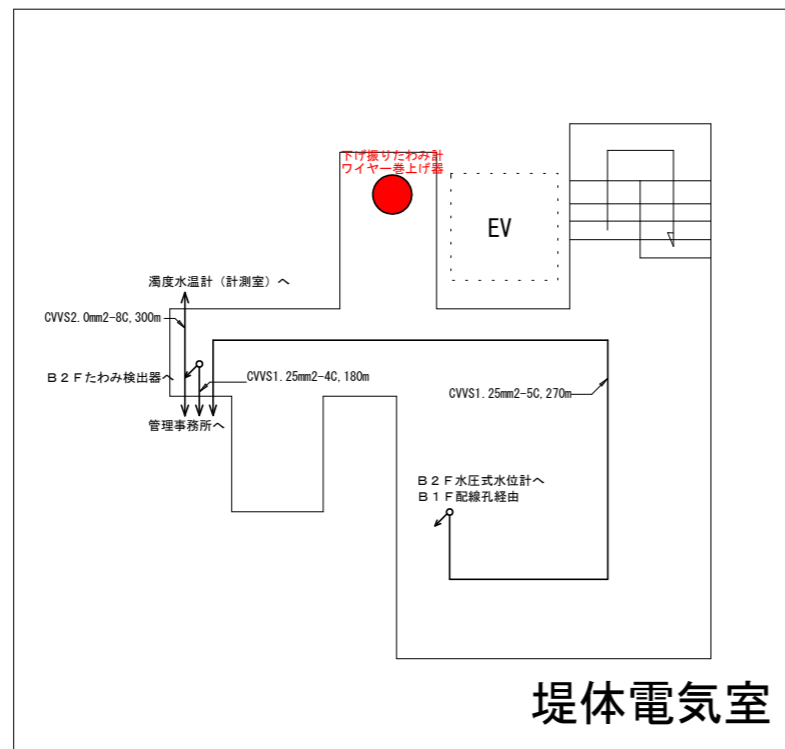 下げ振りたわみ計
ワイヤー巻上げ器
EV
濁度水温計（計測室）へ
CVVS2.0mm2-8C,300m
B2Fたわみ検出器へ
CVVS1.25mm2-4C,180m
CVVS1.25mm2-5C,270m
管理事務所へ
B2F水圧式水位計へ
B1F配線孔経由
堤体電気室